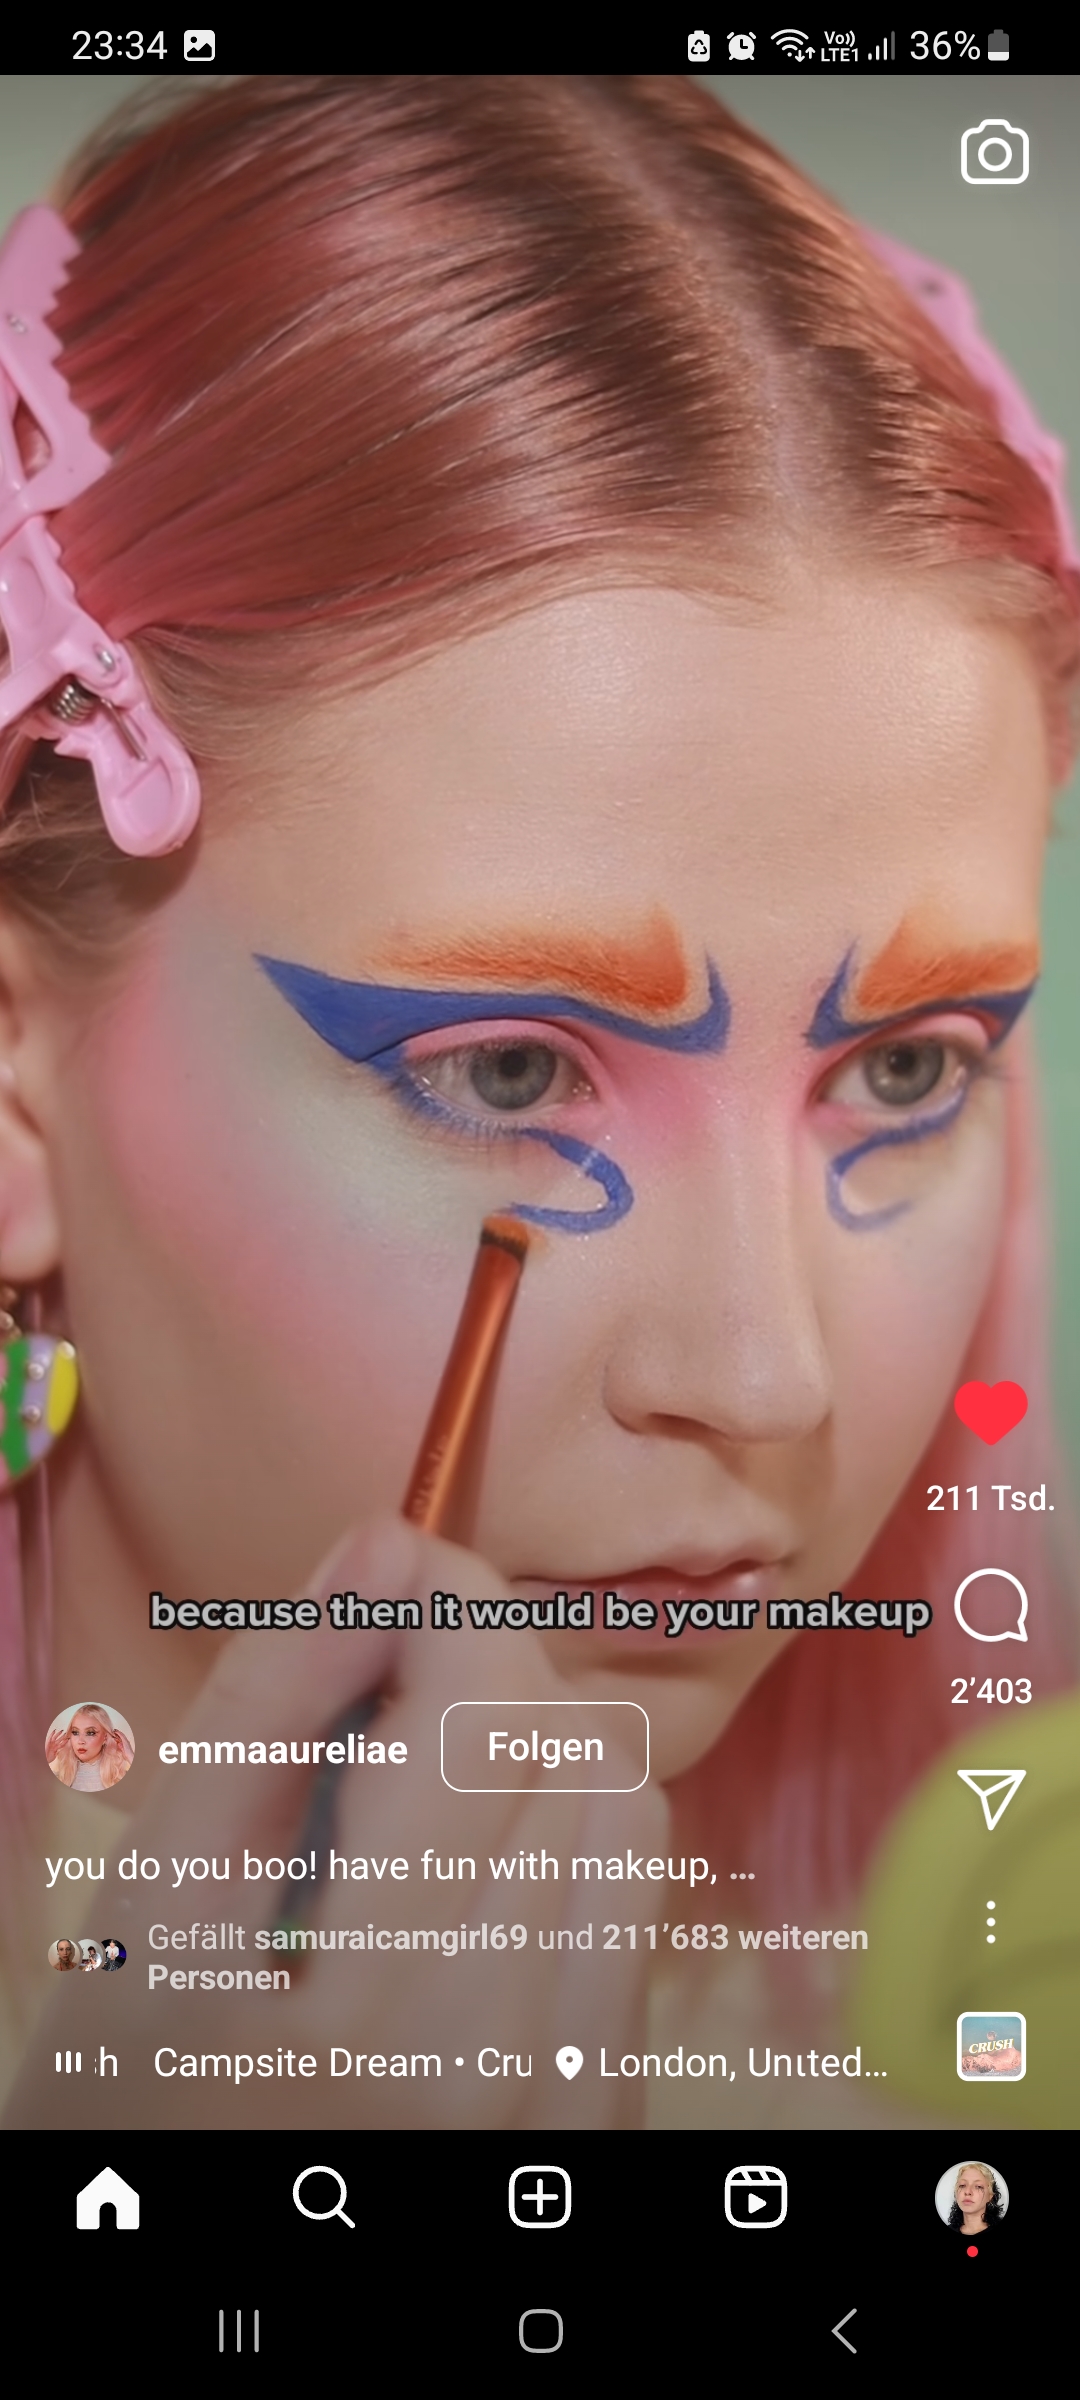 23:34
Vo)) LTE1 36%
211 Tsd.
because then it would be your makeup
2’403
emmaaureliae Folgen
you do you boo! have fun with makeup, ...
Gefällt samuraicamgirl69 und 211’683 weiteren
Personen
h Campsite Dream • Cru London, United...
CRUSH